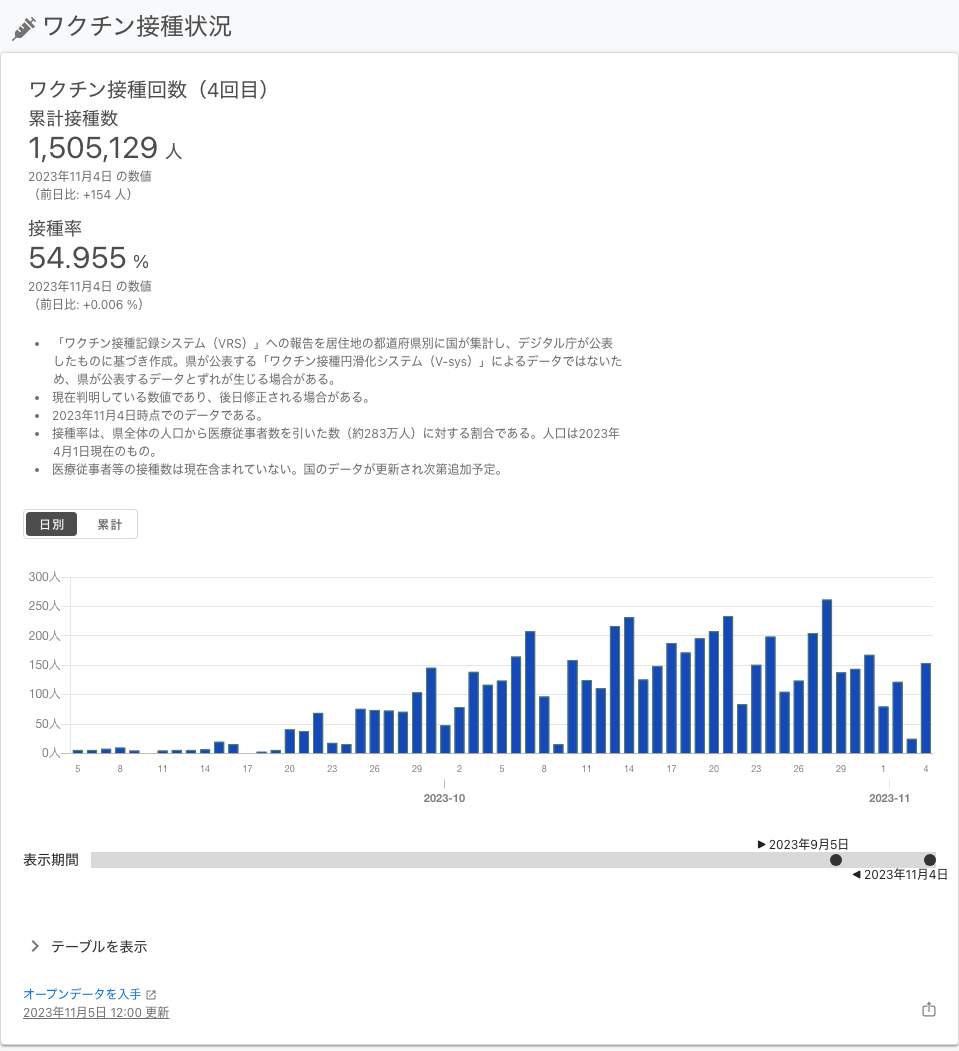 ワクチン接種状況
ワクチン接種回数（4回目）
累計接種数
1,505,129 人
2023年11月4日 の数値
（前日比: +154 人）
接種率
54.955 %
2023年11月4日 の数値
（前日比: +0.006 %）
• 「ワクチン接種記録システム（VRS）」への報告を居住地の都道府県別に国が集計し、デジタル庁が公表
したものに基づき作成。県が公表する「ワクチン接種円滑化システム（V-sys）」によるデータではないた
め、県が公表するデータとずれが生じる場合がある。
• 現在判明している数値であり、後日修正される場合がある。
• 2023年11月4日時点でのデータである。
• 接種率は、県全体の人口から医療従事者数を引いた数（約283万人）に対する割合である。人口は2023年
4月1日現在のもの。
• 医療従事者等の接種数は現在含まれていない。国のデータが更新され次第追加予定。
日別 累計
300人
250人
200人
150人
100人
50人
0人
5 8 11 14 17 20 23 26 29 2 5 8 11 14 17 20 23 26 29 1 4
2023-10 2023-11
▶ 2023年9月5日
表示期間
◀ 2023年11月4日
テーブルを表示
オープンデータを入手
2023年11月5日 12:00 更新